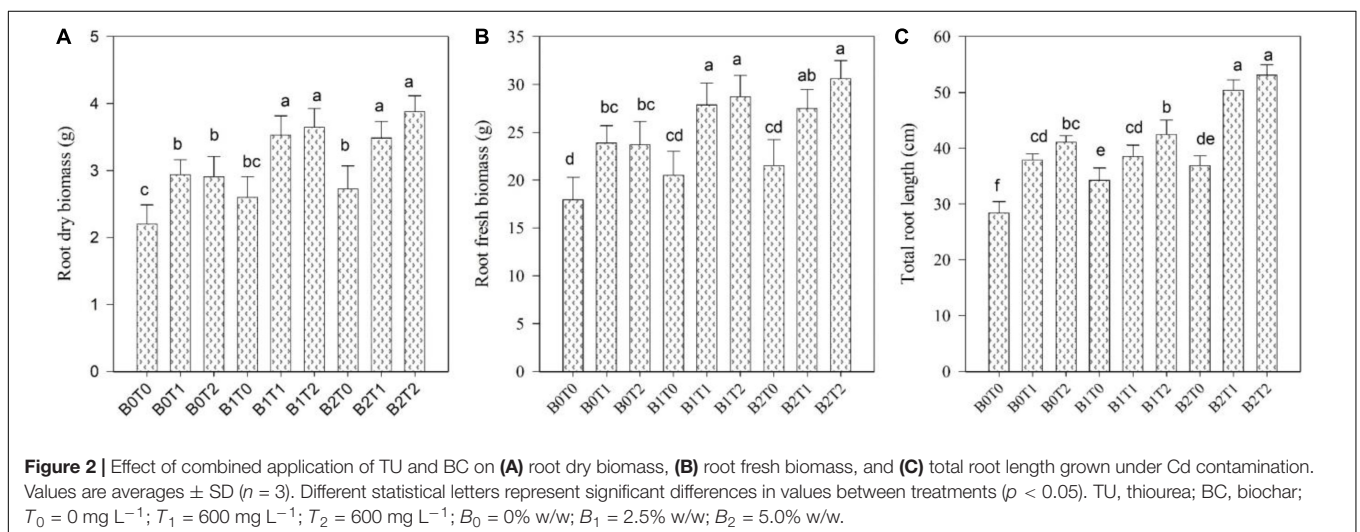 A
Root dry biomass (g)
5
4
3
2
1
0
c
b
b
bc
a
a
b
a
a
B0T0
B0T1
B0T2
B1T0
B1T1
B1T2
B2T0
B2T1
B2T2
B
Root fresh biomass (g)
35
30
25
20
15
10
5
0
d
bc
bc
cd
a
a
cd
ab
a
B0T0
B0T1
B0T2
B1T0
B1T1
B1T2
B2T0
B2T1
B2T2
C
Total root length (cm)
60
50
40
30
20
10
0
f
cd
bc
e
cd
b
de
a
a
B0T0
B0T1
B0T2
B1T0
B1T1
B1T2
B2T0
B2T1
B2T2
Figure 2 | Effect of combined application of TU and BC on (A) root dry biomass, (B) root fresh biomass, and (C) total root length grown under Cd contamination.
Values are averages ± SD (n = 3). Different statistical letters represent significant differences in values between treatments (p < 0.05). TU, thiourea; BC, biochar;
T₀ = 0 mg L⁻¹; T₁ = 600 mg L⁻¹; T₂ = 600 mg L⁻¹; B₀ = 0% w/w; B₁ = 2.5% w/w; B₂ = 5.0% w/w.